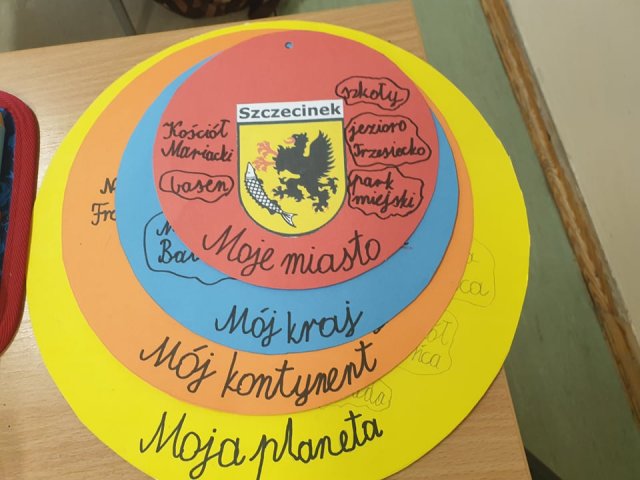 Szczecinek
szkoły
Kościół
Mariacki
jezioro
Trzesiecko
basen
park
miejski
Moje miasto
Mój kraj
Mój kontynent
Moja planeta